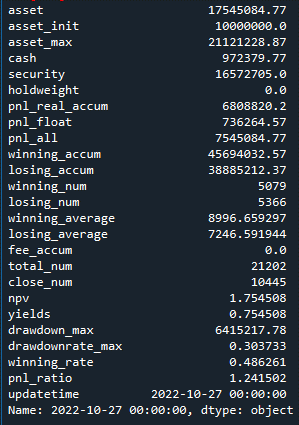 asset 17545084.77
asset_init 10000000.0
asset_max 21121228.87
cash 972379.77
security 16572705.0
holdweight 0.0
pnl_real_accum 6808820.2
pnl_float 736264.57
pnl_all 7545084.77
winning_accum 45694032.57
losing_accum 38885212.37
winning_num 5079
losing_num 5366
winning_average 8996.659297
losing_average 7246.591944
fee_accum 0.0
total_num 21202
close_num 10445
npv 1.754508
yields 0.754508
drawdown_max 6415217.78
drawdownrate_max 0.303733
winning_rate 0.486261
pnl_ratio 1.241502
updatetime 2022-10-27 00:00:00
Name: 2022-10-27 00:00:00, dtype: object